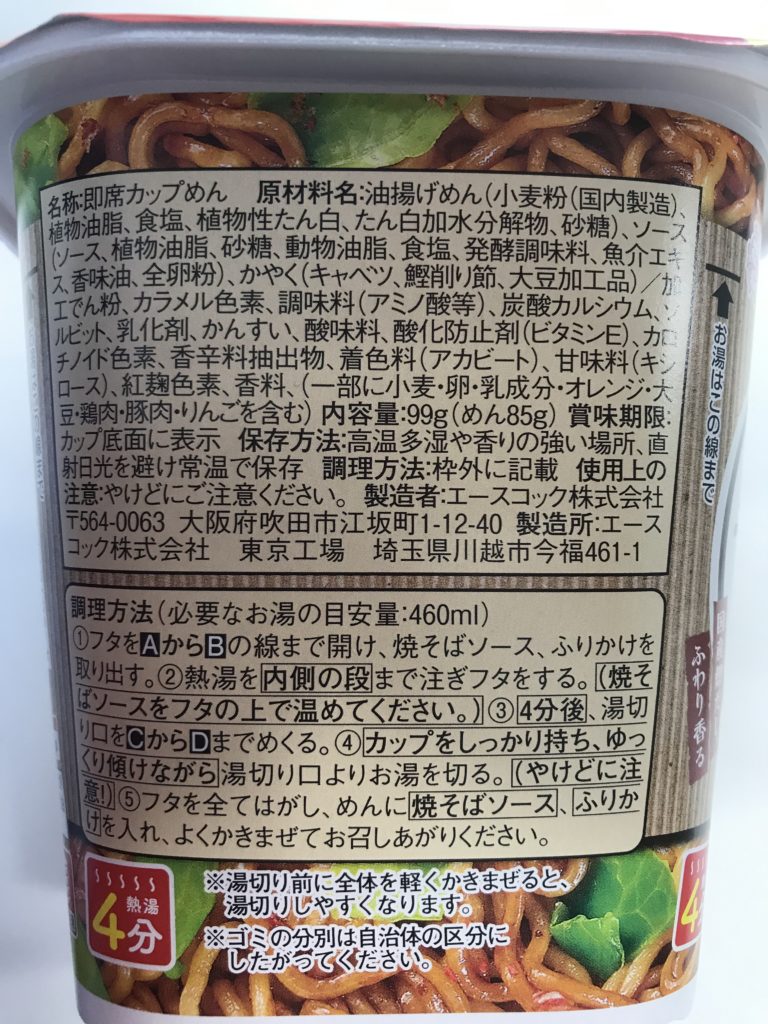 名称:即席カップめん 原材料名:油揚げめん(小麦粉(国内製造)、
植物油脂、食塩、植物性たん白、たん白加水分解物、砂糖)、ソース
(ソース、植物油脂、砂糖、動物油脂、食塩、発酵調味料、魚介エキ
ス、香味油、全卵粉)、かやく(キャベツ、鰹削り節、大豆加工品)/加
工でん粉、カラメル色素、調味料(アミノ酸等)、炭酸カルシウム、ソ
ルビット、乳化剤、かんすい、酸味料、酸化防止剤(ビタミンE)、カロ
チノイド色素、香辛料抽出物、着色料(アカビート)、甘味料(キシ
ロース)、紅麹色素、香料、(一部に小麦・卵・乳成分・オレンジ・大
豆・鶏肉・豚肉・りんごを含む) 内容量:99g(めん85g) 賞味期限:
カップ底面に表示 保存方法:高温多湿や香りの強い場所、直
射日光を避け常温で保存 調理方法:枠外に記載 使用上の
注意:やけどにご注意ください。 製造者:エースコック株式会社
〒564-0063 大阪府吹田市江坂町1-12-40 製造所:エース
コック株式会社 東京工場 埼玉県川越市今福461-1
お湯はこの線まで
調理方法(必要なお湯の目安量:460ml)
①フタをAからBの線まで開け、焼そばソース、ふりかけを
取り出す。②熱湯を内側の段まで注ぎフタをする。(焼そ
ばソースをフタの上で温めてください。)③4分後、湯切
り口をCからDまでめくる。④カップをしっかり持ち、ゆっ
くり傾けながら湯切り口よりお湯を切る。(やけどに注
意!)⑤フタを全てはがし、めんに焼そばソース、ふりか
けを入れ、よくかきまぜてお召しあがりください。
ふわり香る
熱湯
4分
※湯切り前に全体を軽くかきまぜると、
湯切りしやすくなります。
※ゴミの分別は自治体の区分に
したがってください。
4